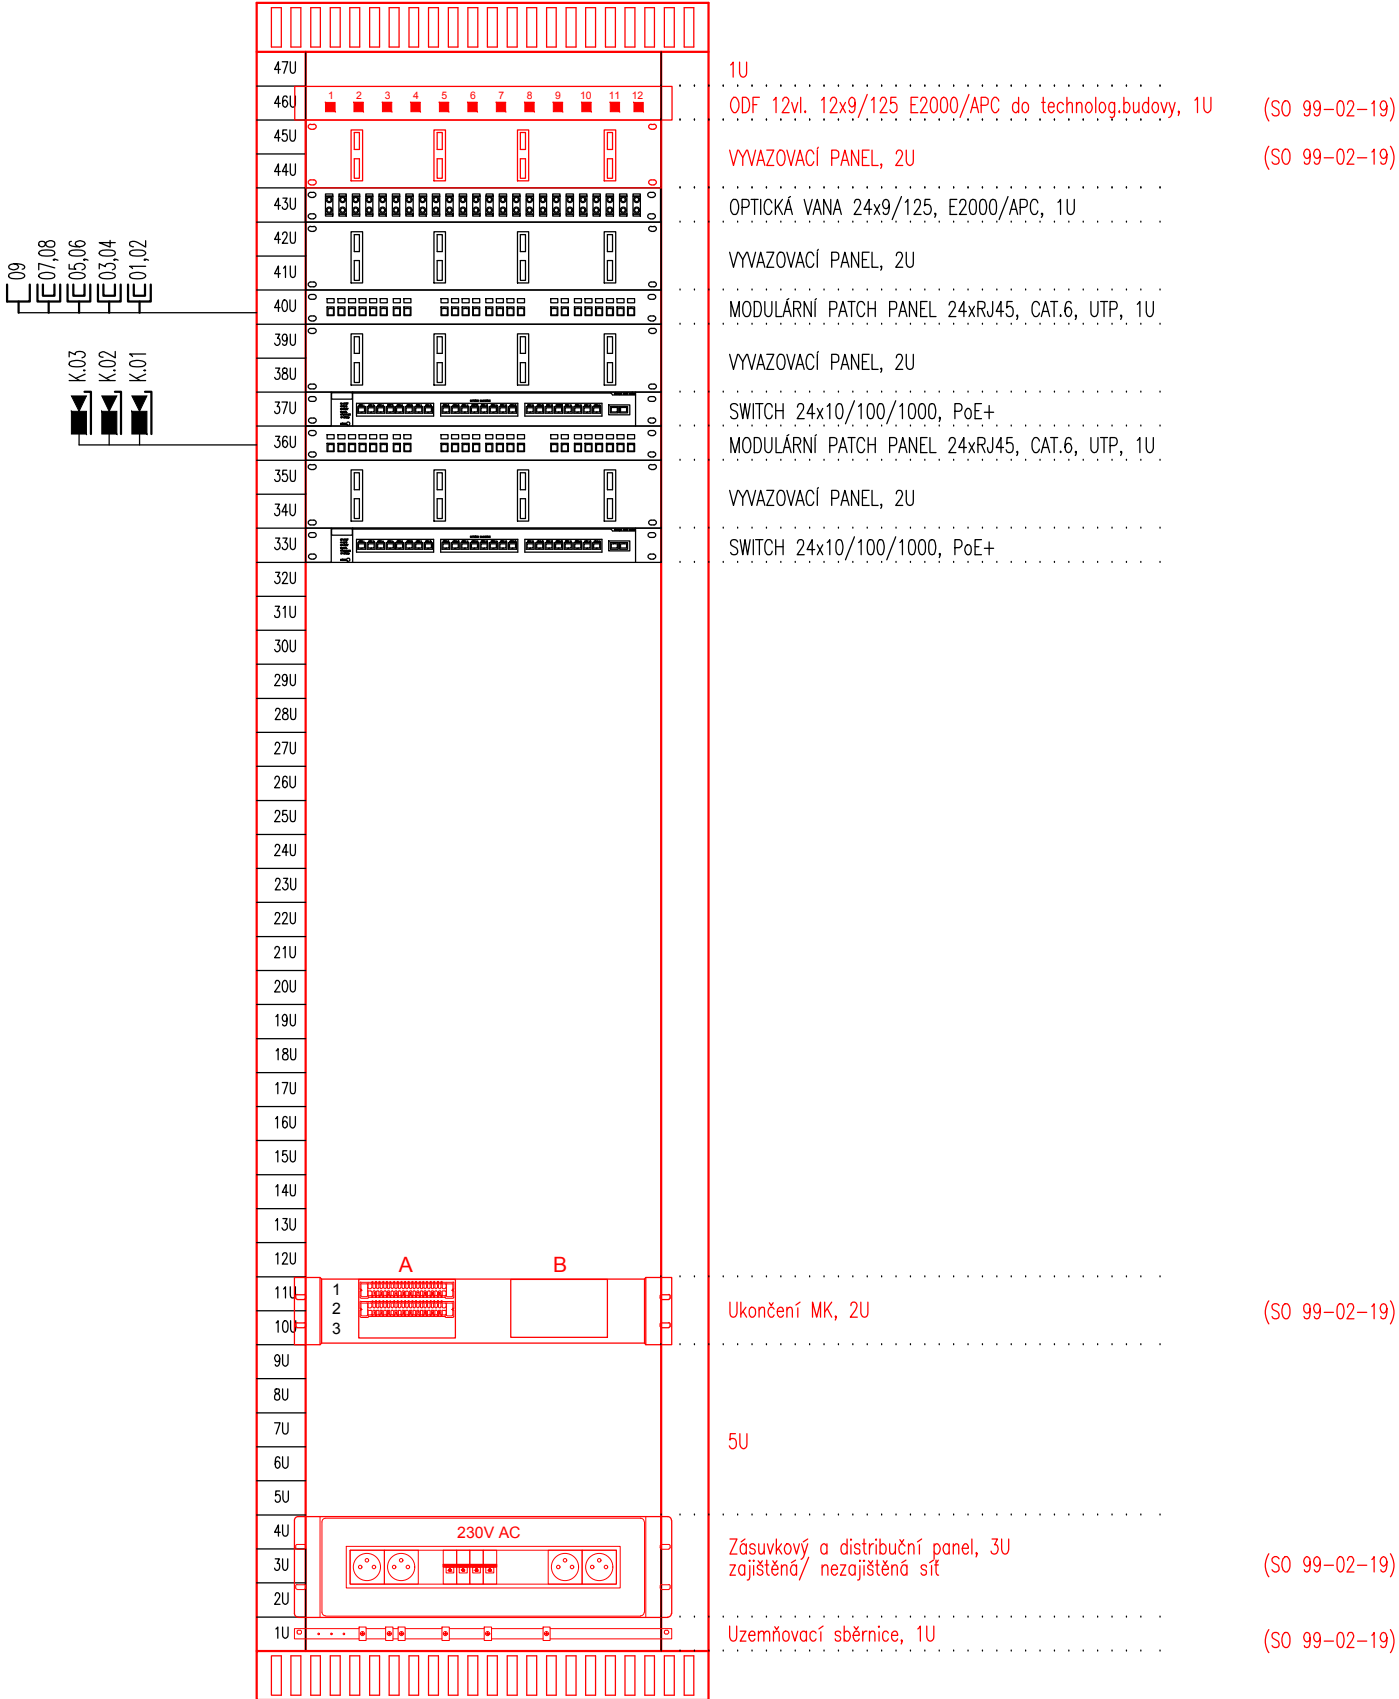 47U
1U
46U
1 2 3 4 5 6 7 8 9 10 11 12
ODF 12vl. 12x9/125 E2000/APC do technolog.budovy, 1U
(SO 99-02-19)
45U
44U
VYVAZOVACÍ PANEL, 2U
(SO 99-02-19)
43U
OPTICKÁ VANA 24x9/125, E2000/APC, 1U
42U
41U
VYVAZOVACÍ PANEL, 2U
09
07,08
05,06
03,04
01,02
40U
MODULÁRNÍ PATCH PANEL 24xRJ45, CAT.6, UTP, 1U
39U
38U
VYVAZOVACÍ PANEL, 2U
K.03
K.02
K.01
37U
SWITCH 24x10/100/1000, PoE+
36U
MODULÁRNÍ PATCH PANEL 24xRJ45, CAT.6, UTP, 1U
35U
34U
VYVAZOVACÍ PANEL, 2U
33U
SWITCH 24x10/100/1000, PoE+
32U
31U
30U
29U
28U
27U
26U
25U
24U
23U
22U
21U
20U
19U
18U
17U
16U
15U
14U
13U
12U
A
B
11U
10U
1
2
3
Ukončení MK, 2U
(SO 99-02-19)
9U
8U
7U
6U
5U
5U
4U
3U
2U
230V AC
Zásuvkový a distribuční panel, 3U
zajištěná/ nezajištěná síť
(SO 99-02-19)
1U
Uzemňovací sběrnice, 1U
(SO 99-02-19)